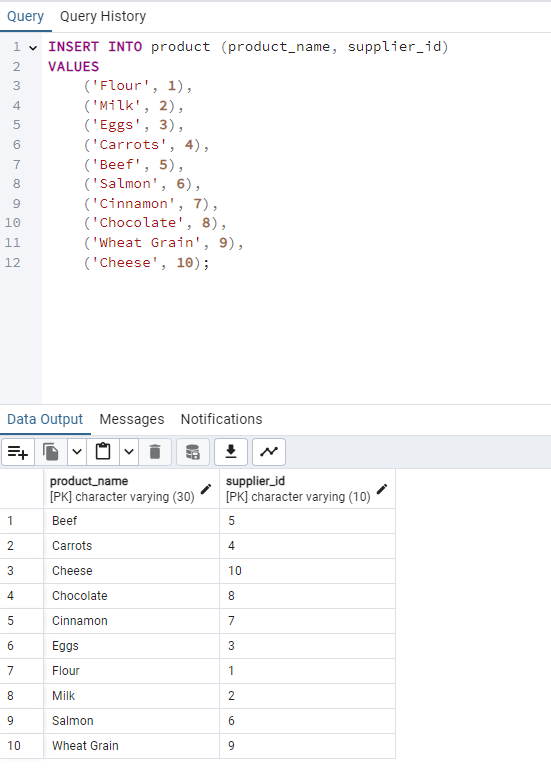 Query Query History
1 INSERT INTO product (product_name, supplier_id)
2 VALUES
3 ('Flour', 1),
4 ('Milk', 2),
5 ('Eggs', 3),
6 ('Carrots', 4),
7 ('Beef', 5),
8 ('Salmon', 6),
9 ('Cinnamon', 7),
10 ('Chocolate', 8),
11 ('Wheat Grain', 9),
12 ('Cheese', 10);
Data Output Messages Notifications
product_name supplier_id
[PK] character varying (30) [PK] character varying (10)
1 Beef 5
2 Carrots 4
3 Cheese 10
4 Chocolate 8
5 Cinnamon 7
6 Eggs 3
7 Flour 1
8 Milk 2
9 Salmon 6
10 Wheat Grain 9